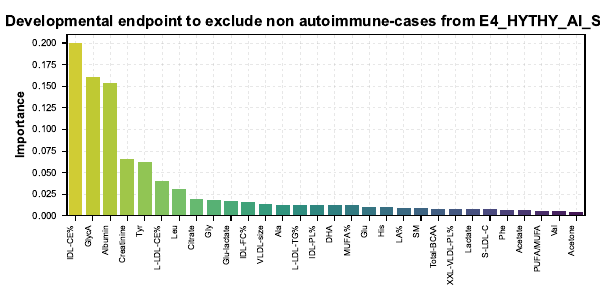 Developmental endpoint to exclude non autoimmune-cases from E4_HYTHY_AI_S
Importance
0.200
0.175
0.150
0.125
0.100
0.075
0.050
0.025
0.000
IDL-CE%
GlycA
Albumin
Creatinine
Tyr
L-LDL-CE%
Leu
Citrate
Gly
Glu-lactate
IDL-FC%
VLDL-size
Ala
L-LDL-TG%
IDL-PL%
DHA
MUFA%
Glu
His
LA%
SM
Total-BCAA
XXL-VLDL-PL%
Lactate
S-LDL-C
Phe
Acetate
PUFA/MUFA
Val
Acetone